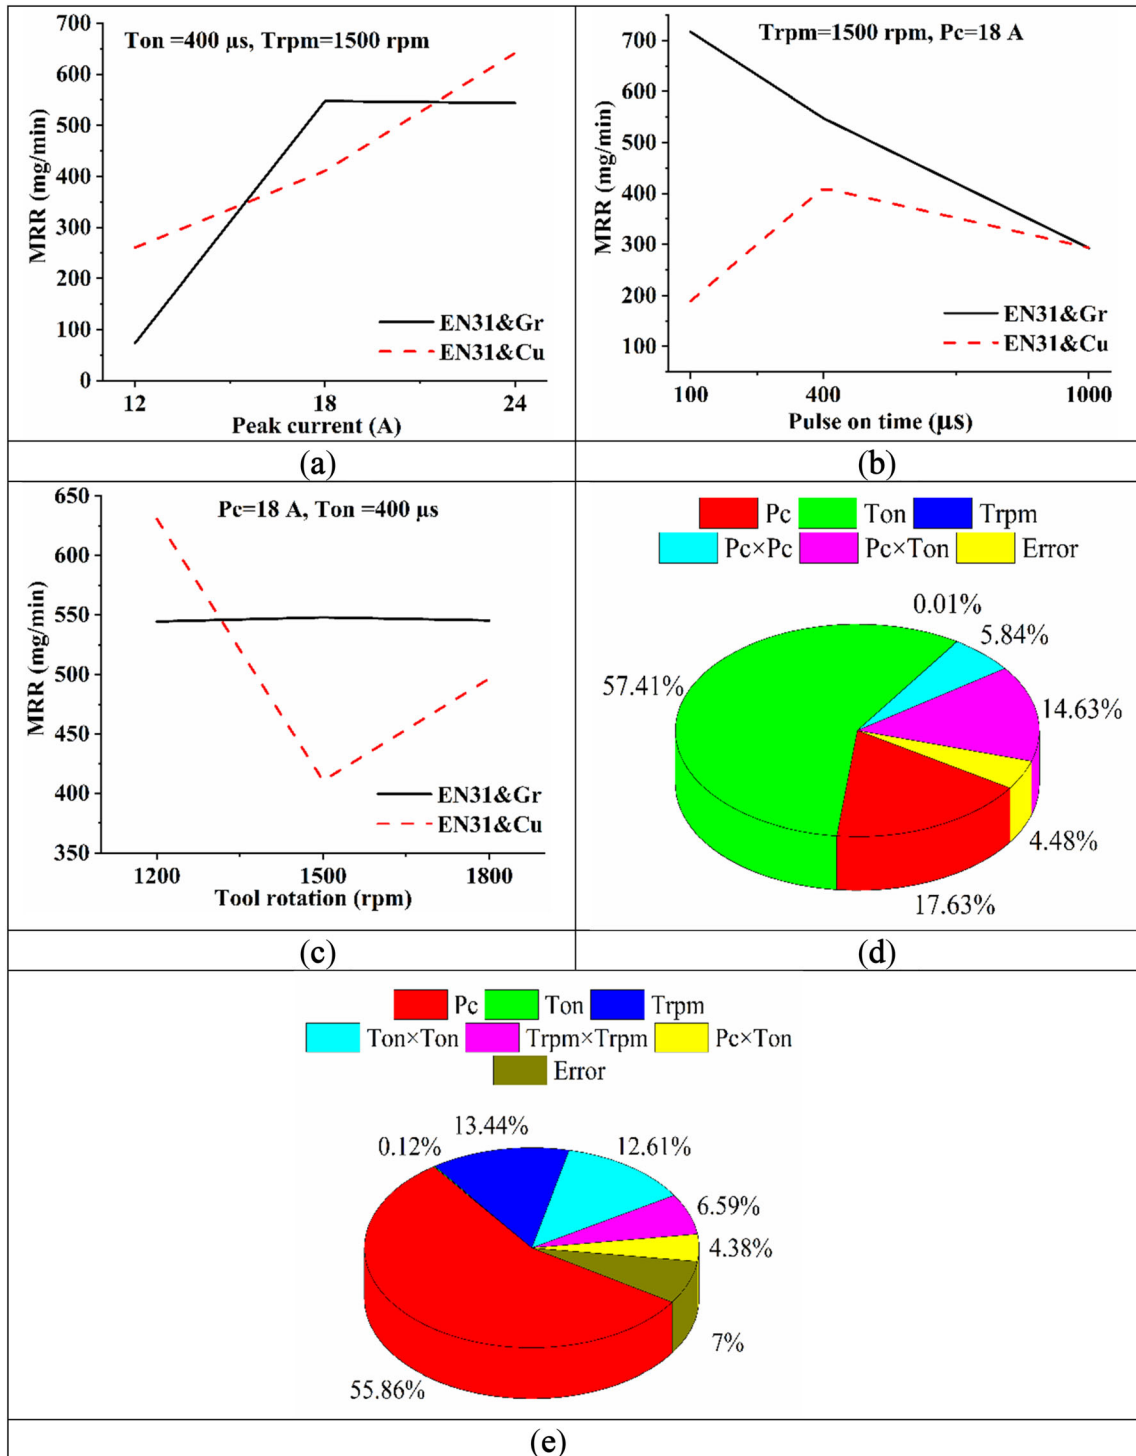 Ton =400 µs, Trpm=1500 rpm
MRR (mg/min)
700
600
500
400
300
200
100
0
EN31&Gr
EN31&Cu
12 18 24
Peak current (A)
(a)
Trpm=1500 rpm, Pc=18 A
MRR (mg/min)
700
600
500
400
300
200
100
EN31&Gr
EN31&Cu
100 400 1000
Pulse on time (µs)
(b)
Pc=18 A, Ton =400 µs
MRR (mg/min)
650
600
550
500
450
400
350
EN31&Gr
EN31&Cu
1200 1500 1800
Tool rotation (rpm)
(c)
Pc Ton Trpm
Pc×Pc Pc×Ton Error
0.01%
5.84%
57.41%
14.63%
4.48%
17.63%
(d)
Pc Ton Trpm
Ton×Ton Trpm×Trpm Pc×Ton
Error
13.44%
0.12%
12.61%
6.59%
4.38%
7%
55.86%
(e)